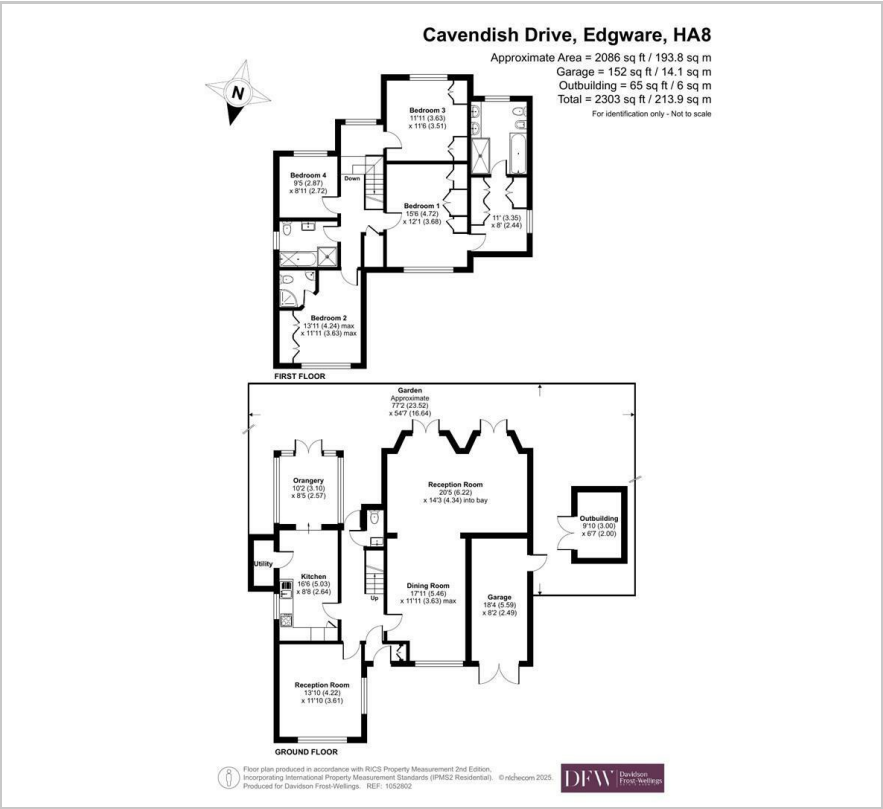 Cavendish Drive, Edgware, HA8
Approximate Area = 2086 sq ft / 193.8 sq m
Garage = 152 sq ft / 14.1 sq m
Outbuilding = 65 sq ft / 6 sq m
Total = 2303 sq ft / 213.9 sq m
For identification only - Not to scale
N
Bedroom 3
11'11 (3.63)
x 11'6 (3.51)
Bedroom 4
9'5 (2.87)
x 8'11 (2.72)
Down
Bedroom 1
15'6 (4.72)
x 12'1 (3.68)
11' (3.35)
x 8' (2.44)
Bedroom 2
13'11 (4.24) max
x 11'11 (3.63) max
FIRST FLOOR
Garden
Approximate
77'2 (23.52)
x 54'7 (16.64)
Orangery
10'2 (3.10)
x 8'5 (2.57)
Reception Room
20'5 (6.22)
x 14'3 (4.34) into bay
Outbuilding
9'10 (3.00)
x 6'7 (2.00)
Utility
Kitchen
16'6 (5.03)
x 8'8 (2.64)
Up
Dining Room
17'11 (5.46)
x 11'11 (3.63) max
Garage
18'4 (5.59)
x 8'2 (2.49)
Reception Room
13'10 (4.22)
x 11'10 (3.61)
GROUND FLOOR
Floor plan produced in accordance with RICS Property Measurement 2nd Edition,
Incorporating International Property Measurement Standards (IPMS2 Residential). © nichecom 2025.
Produced for Davidson Frost-Wellings. REF: 1052802
DFW
Davidson
Frost-Wellings